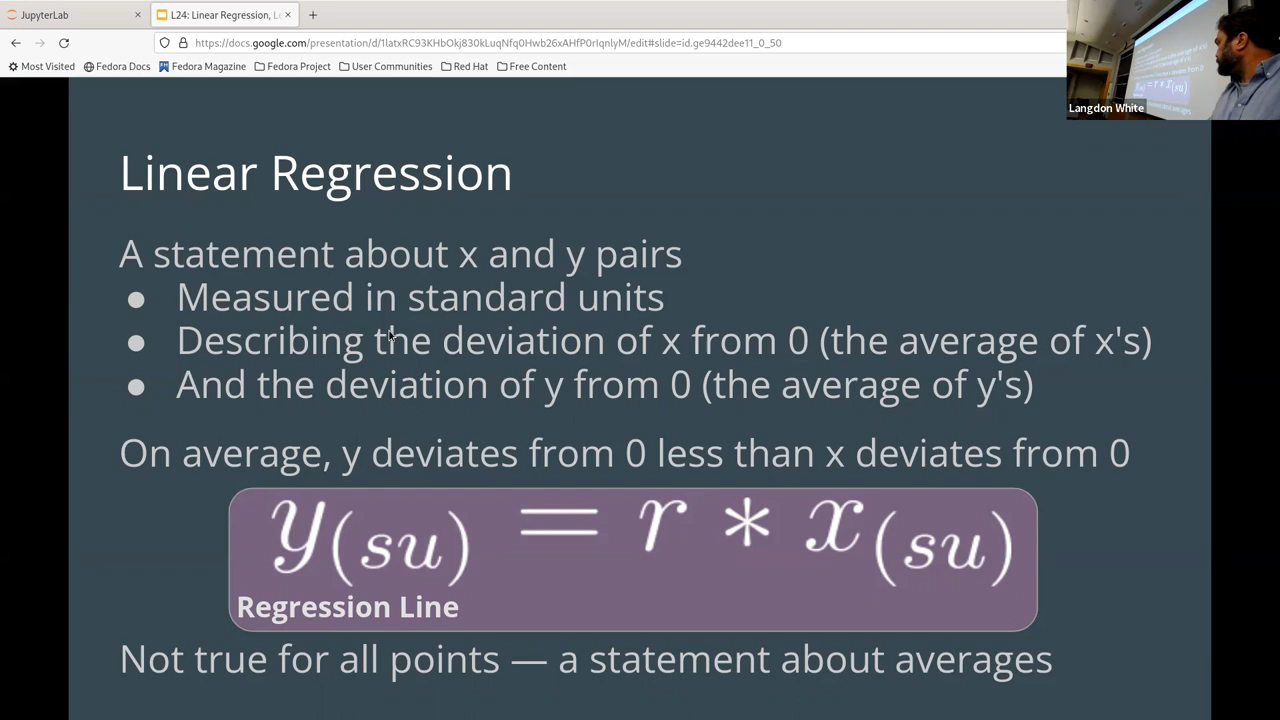 JupyterLab
L24: Linear Regression, Le
https://docs.google.com/presentation/d/1latxRC93KHbOkj830kLuqNfq0Hwb26xAHfP0rIqnlyM/edit#slide=id.ge9442dee11_0_50
Most Visited Fedora Docs Fedora Magazine Fedora Project User Communities Red Hat Free Content
Langdon White
Linear Regression
A statement about x and y pairs
● Measured in standard units
● Describing the deviation of x from 0 (the average of x's)
● And the deviation of y from 0 (the average of y's)
On average, y deviates from 0 less than x deviates from 0
y(su) = r * x(su)
Regression Line
Not true for all points — a statement about averages